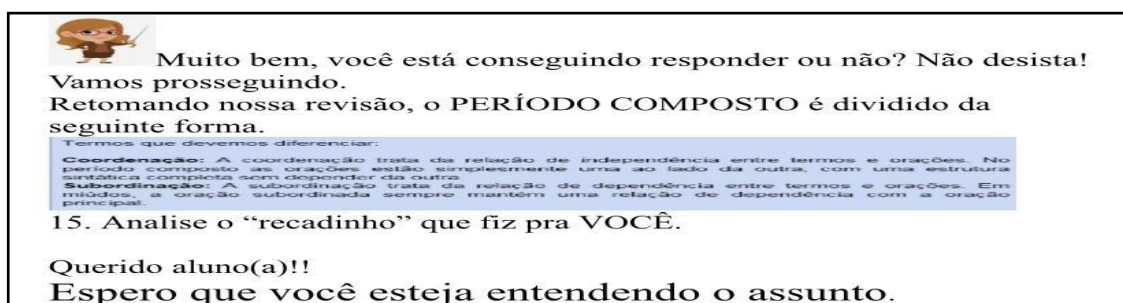 Muito bem, você está conseguindo responder ou não? Não desista!
Vamos prosseguindo.
Retomando nossa revisão, o PERÍODO COMPOSTO é dividido da
seguinte forma.
Termos que devemos diferenciar:
Coordenação: A coordenação trata da relação de independência entre termos e orações. No
período composto as orações estão simplesmente uma ao lado da outra, com uma estrutura
sintática completa sem depender da outra.
Subordinação: A subordinação trata da relação de dependência entre termos e orações. Em
miúdos, a oração subordinada sempre mantém uma relação de dependência com a oração
principal.
15. Analise o “recadinho” que fiz pra VOCÊ.
Querido aluno(a)!!
Espero que você esteja entendendo o assunto.